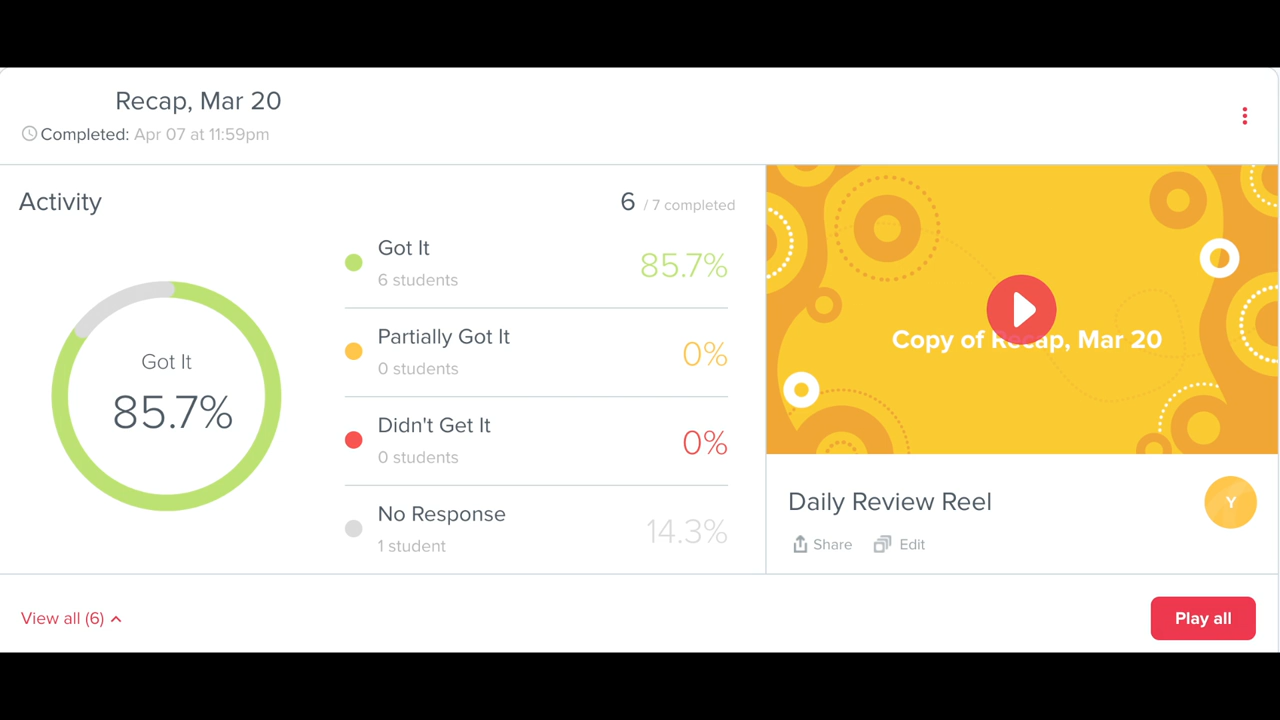 Recap, Mar 20
Completed: Apr 07 at 11:59pm
Activity
6 / 7 completed
Got It
85.7%
Got It
6 students
85.7%
Partially Got It
0 students
0%
Didn't Get It
0 students
0%
No Response
1 student
14.3%
Copy of Recap, Mar 20
Daily Review Reel
Y
Share
Edit
View all (6)
Play all